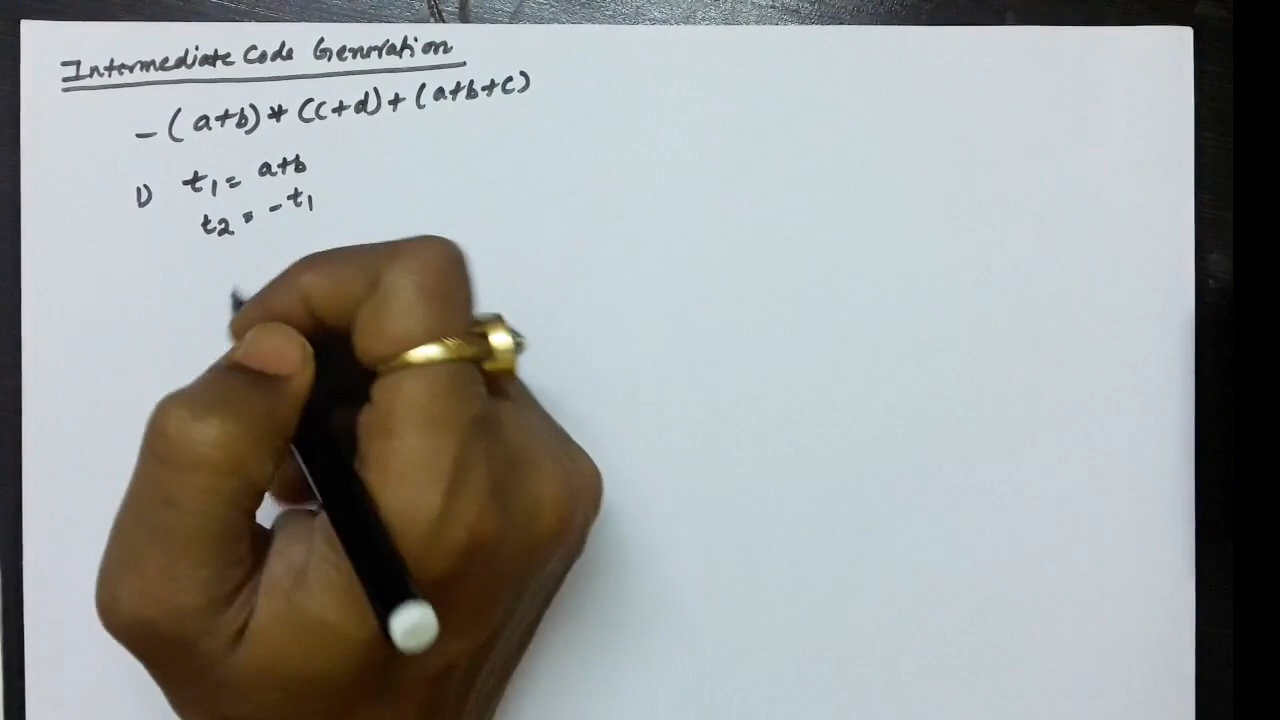 Intermediate Code Generation
-(a+b)*(c+d)+(a+b+c)
1) t1 = a+b
t2 = -t1